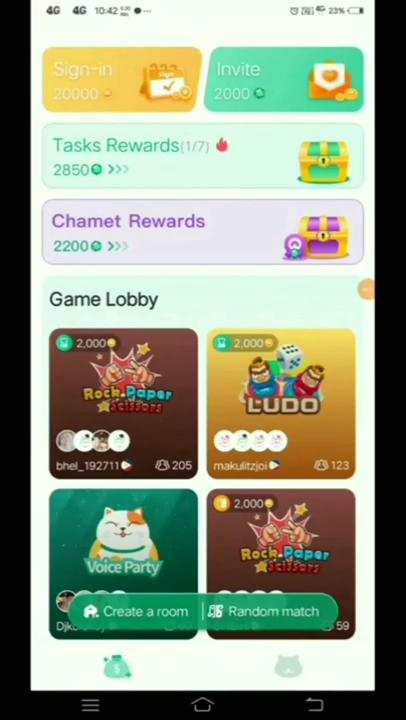 4G 4G 10:42
4G 23%
Sign-in
20000
Sign
Invite
2000
Tasks Rewards(1/7)
2850 >>>
Chamet Rewards
2200 >>>
Game Lobby
2,000
Rock Paper
Scissors
bhel_192711 205
2,000
LUDO
makulitzjoi 123
Voice Party
2,000
Rock Paper
Scissors
59
Create a room
Random match